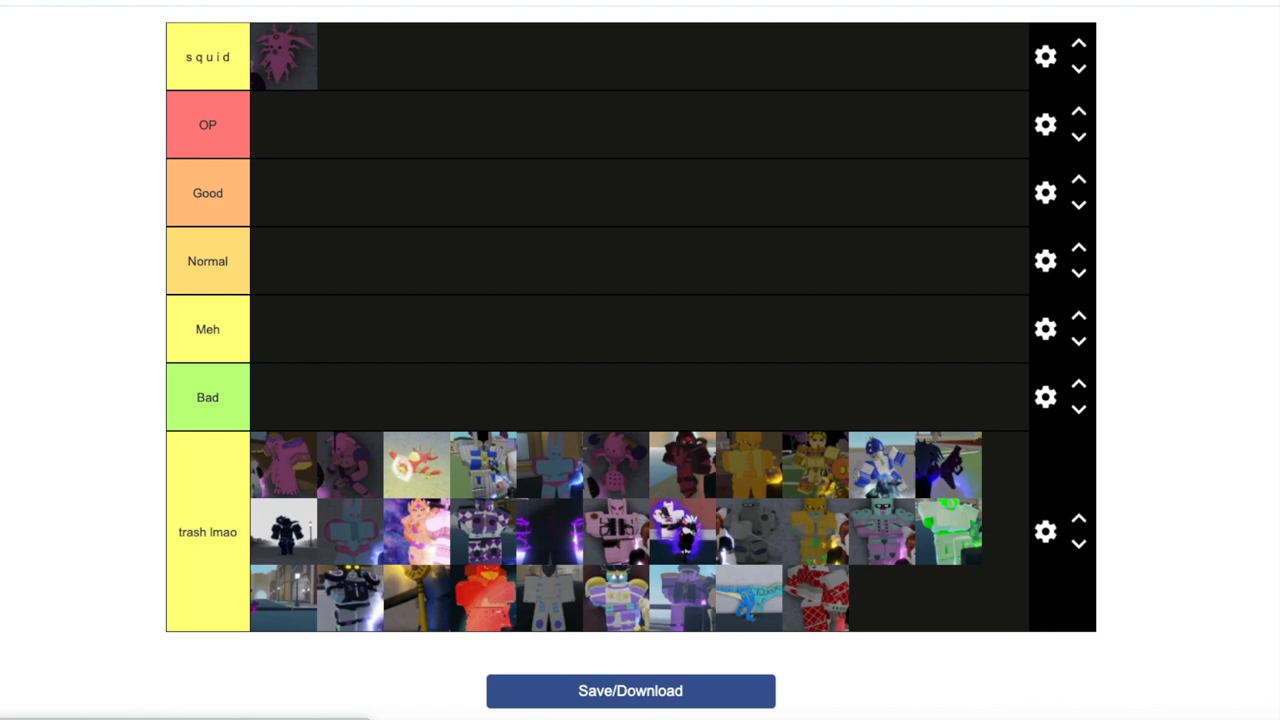 s q u i d
OP
Good
Normal
Meh
Bad
trash lmao
Save/Download